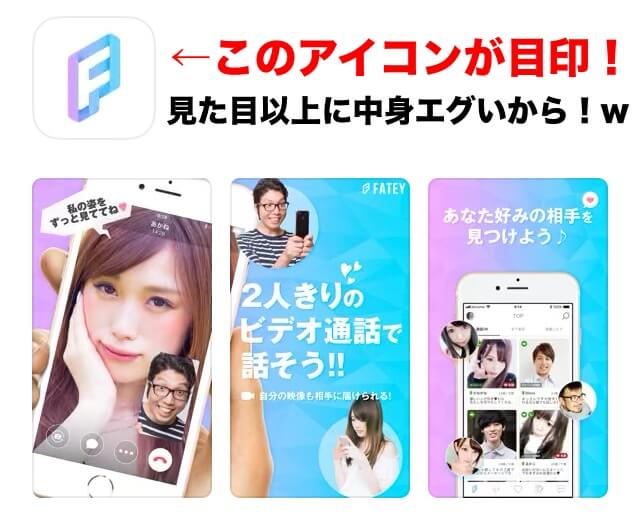 ←このアイコンが目印！
見た目以上に中身エグいから！w
私の姿を
ずっと見ててね
あかね
FATEY
2人きりの
ビデオ通話で
話そう!!
自分の映像も相手に届けられる!
あなた好みの相手を
見つけよう♪
TOP